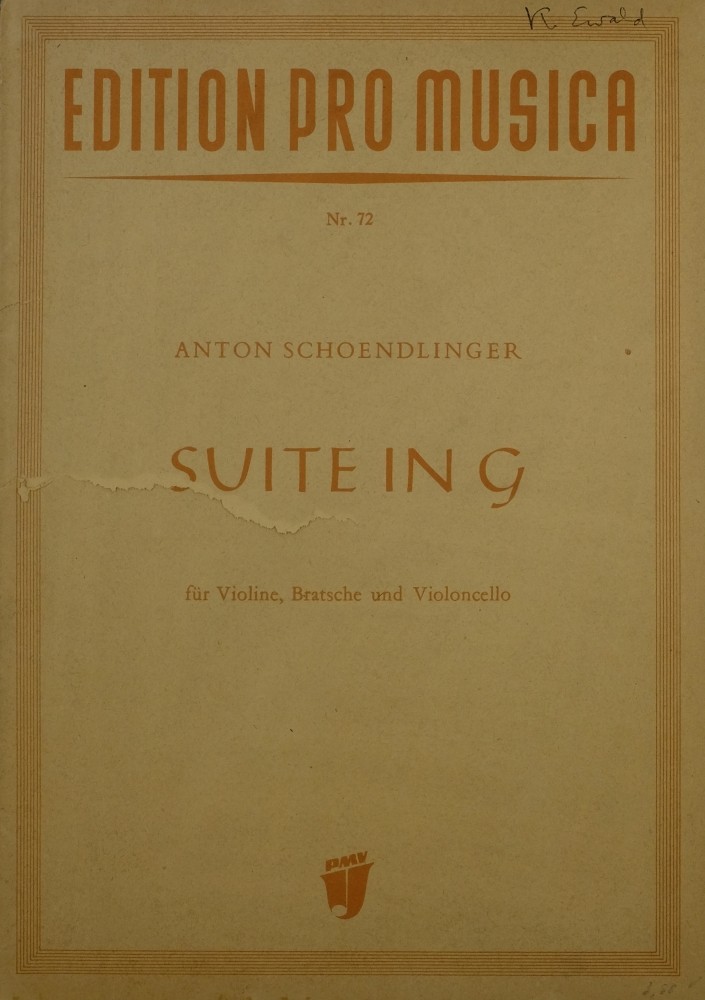 K Ewald
EDITION PRO MUSICA
Nr. 72
ANTON SCHOENDLINGER
SUITE IN G
für Violine, Bratsche und Violoncello
PMV